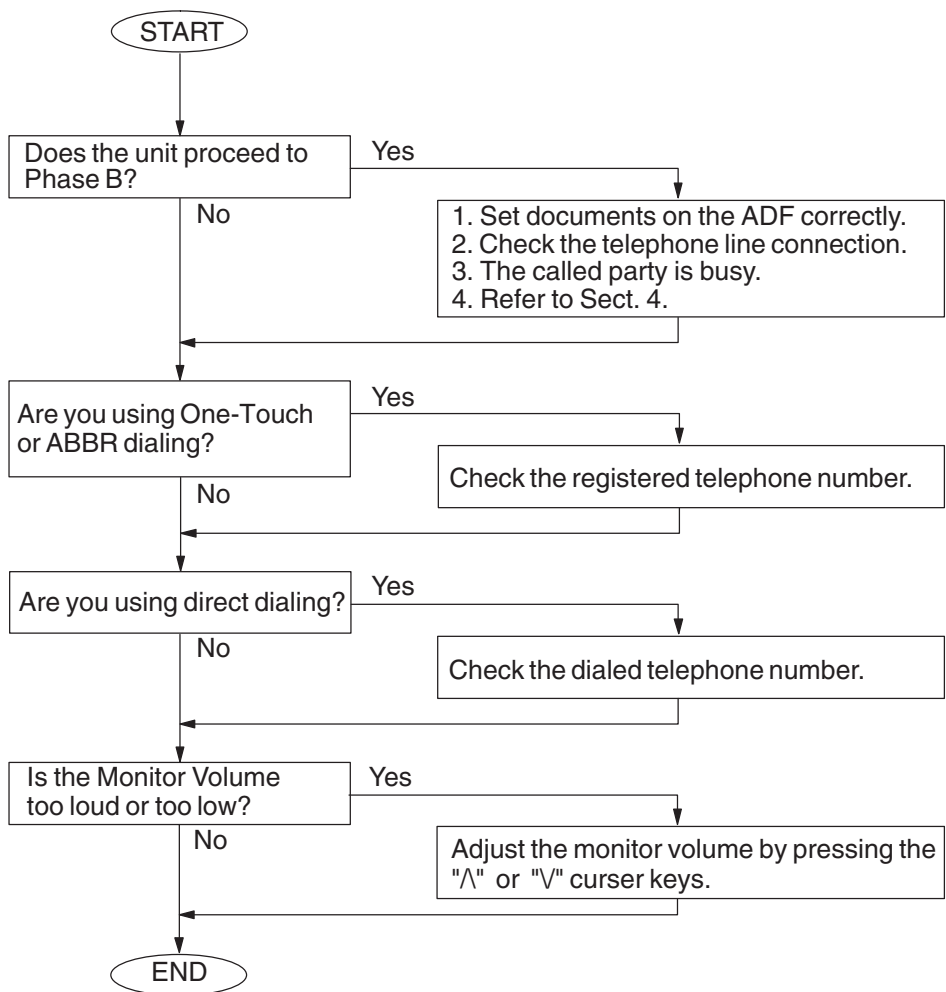 START
Does the unit proceed to
Phase B?
Yes
No
1. Set documents on the ADF correctly.
2. Check the telephone line connection.
3. The called party is busy.
4. Refer to Sect. 4.
Are you using One-Touch
or ABBR dialing?
Yes
No
Check the registered telephone number.
Are you using direct dialing?
Yes
No
Check the dialed telephone number.
Is the Monitor Volume
too loud or too low?
Yes
No
Adjust the monitor volume by pressing the
"/\" or "\/" curser keys.
END